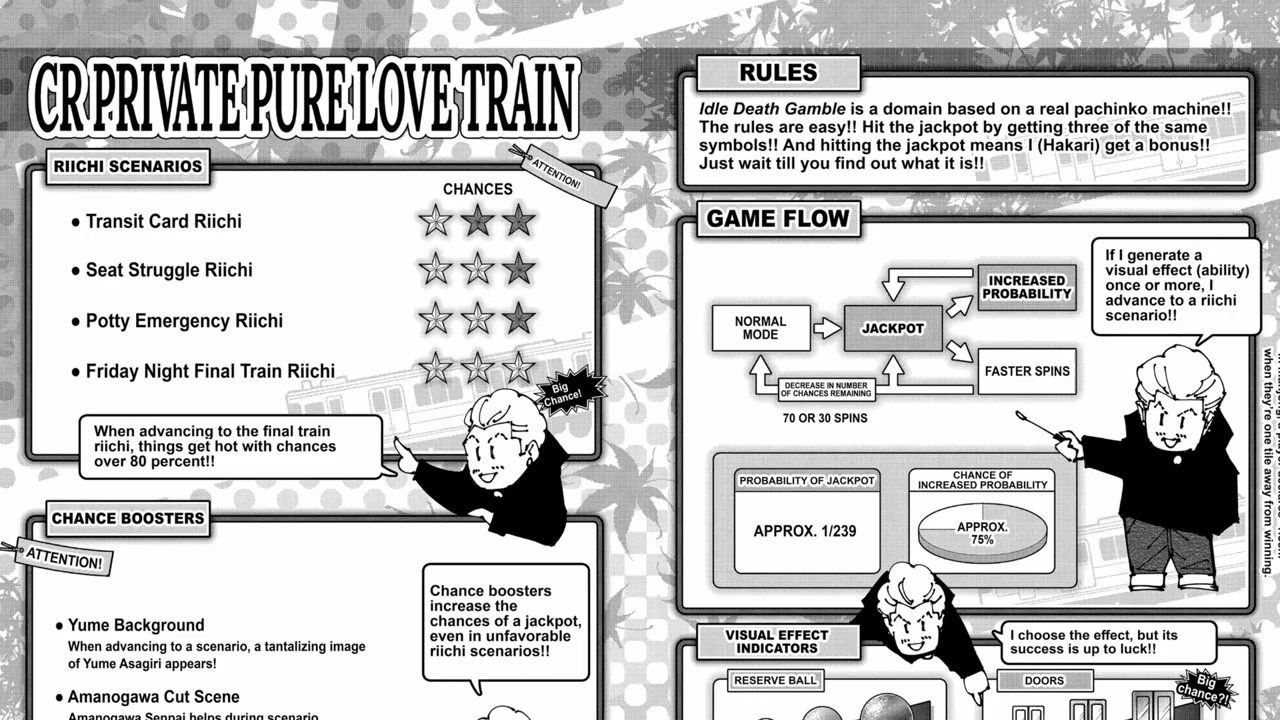 CR PRIVATE PURE LOVE TRAIN
RIICHI SCENARIOS
ATTENTION!
CHANCES
• Transit Card Riichi
• Seat Struggle Riichi
• Potty Emergency Riichi
• Friday Night Final Train Riichi
Big
Chance!
When advancing to the final train
riichi, things get hot with chances
over 80 percent!!
CHANCE BOOSTERS
ATTENTION!
Chance boosters
increase the
chances of a jackpot,
even in unfavorable
riichi scenarios!!
• Yume Background
When advancing to a scenario, a tantalizing image
of Yume Asagiri appears!
• Amanogawa Cut Scene
Amanogawa Senpai helps during scenario
RULES
Idle Death Gamble is a domain based on a real pachinko machine!!
The rules are easy!! Hit the jackpot by getting three of the same
symbols!! And hitting the jackpot means I (Hakari) get a bonus!!
Just wait till you find out what it is!!
GAME FLOW
If I generate a
visual effect (ability)
once or more, I
advance to a riichi
scenario!!
NORMAL
MODE
JACKPOT
INCREASED
PROBABILITY
FASTER SPINS
DECREASE IN NUMBER
OF CHANCES REMAINING
70 OR 30 SPINS
PROBABILITY OF JACKPOT
APPROX. 1/239
CHANCE OF
INCREASED PROBABILITY
APPROX.
75%
when they're one tile away from winning.
VISUAL EFFECT
INDICATORS
I choose the effect, but its
success is up to luck!!
RESERVE BALL
DOORS
Big
Chance?!